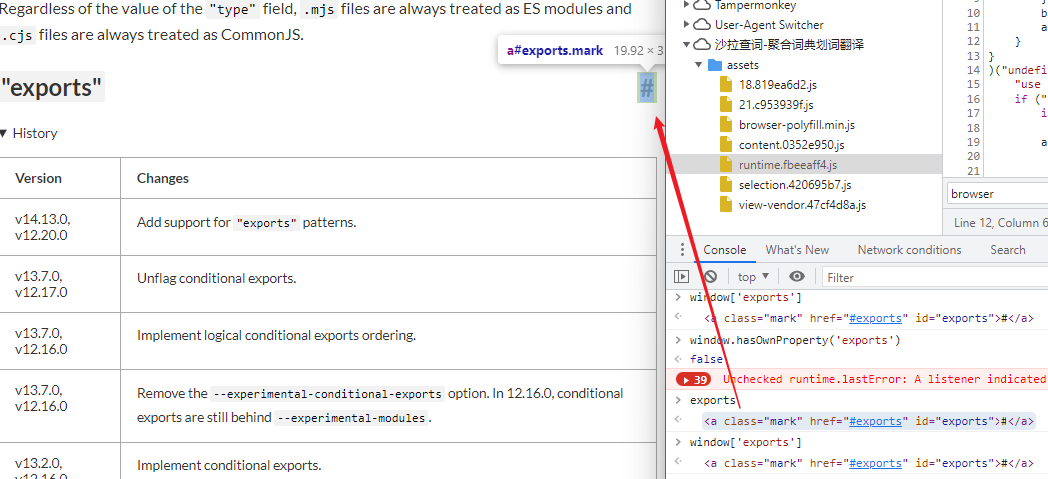 Regardless of the value of the "type" field, .mjs files are always treated as ES modules and
.cjs files are always treated as CommonJS.
a#exports.mark 19.92 × 3
"exports"
#
▼ History
Version Changes
v14.13.0,
v12.20.0
Add support for "exports" patterns.
v13.7.0,
v12.17.0
Unflag conditional exports.
v13.7.0,
v12.16.0
Implement logical conditional exports ordering.
v13.7.0,
v12.16.0
Remove the --experimental-conditional-exports option. In 12.16.0, conditional
exports are still behind --experimental-modules.
v13.2.0,
v12.16.0
Implement conditional exports.
Tampermonkey
User-Agent Switcher
沙拉查词-聚合词典划词翻译
assets
18.819ea6d2.js
21.c953939f.js
browser-polyfill.min.js
content.0352e950.js
runtime.fbeeaff4.js
selection.420695b7.js
view-vendor.47cf4d8a.js
10 b
11 a
12 }
13 }
14 )("undefi
15 "use
16 if ("
17 i
18
19 a
20
21
browser
Line 12, Column 6
Console What's New Network conditions Search
top ▼ Filter
> window['exports']
<a class="mark" href="#exports" id="exports">#</a>
> window.hasOwnProperty('exports')
false
39 Unchecked runtime.lastError: A listener indicated
> exports
<a class="mark" href="#exports" id="exports">#</a>
> window['exports']
<a class="mark" href="#exports" id="exports">#</a>